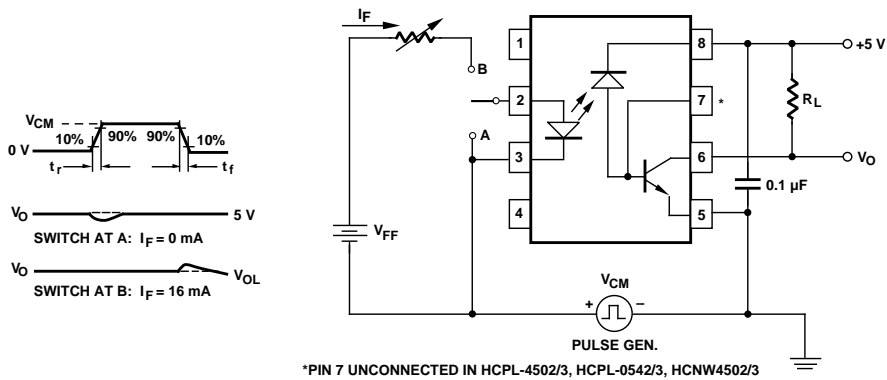 I_F
B
A
1
2
3
4
8
7 *
6
5
+5 V
R_L
V_O
0.1 µF
V_FF
V_CM
+ −
PULSE GEN.
V_CM
10% 90% 90% 10%
0 V
t_r t_f
V_O 5 V
SWITCH AT A: I_F = 0 mA
V_O V_OL
SWITCH AT B: I_F = 16 mA
*PIN 7 UNCONNECTED IN HCPL-4502/3, HCPL-0542/3, HCNW4502/3